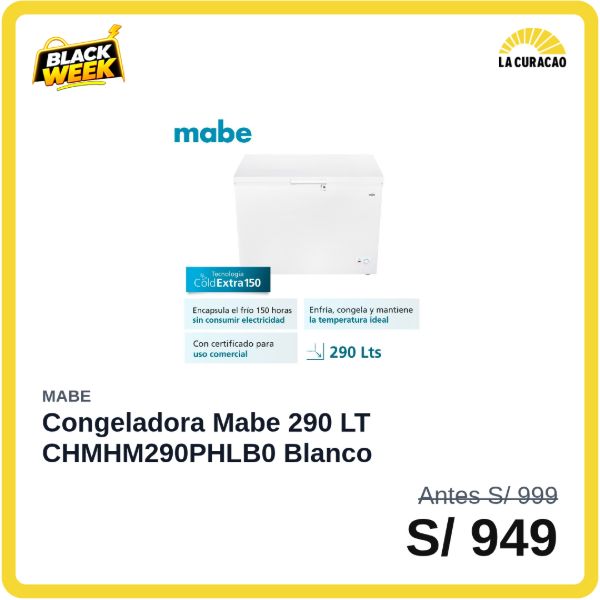 BLACK
WEEK
LA CURACAO
mabe
Tecnología
ColdExtra150
Encapsula el frío 150 horas
sin consumir electricidad
Enfría, congela y mantiene
la temperatura ideal
Con certificado para
uso comercial
290 Lts
MABE
Congeladora Mabe 290 LT
CHMHM290PHLB0 Blanco
Antes S/ 999
S/ 949